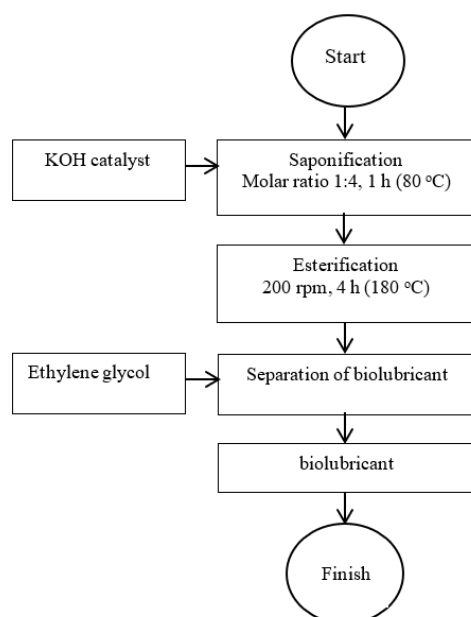 Start
KOH catalyst
Saponification
Molar ratio 1:4, 1 h (80 °C)
Esterification
200 rpm, 4 h (180 °C)
Ethylene glycol
Separation of biolubricant
biolubricant
Finish